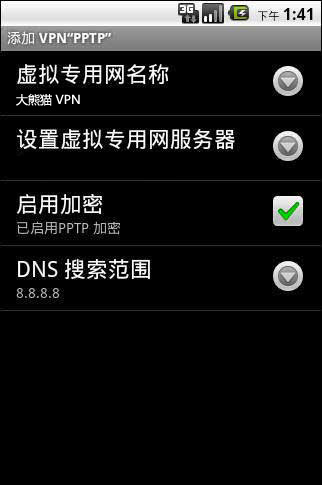 3G 下午 1:41
添加 VPN“PPTP”
虚拟专用网名称
大熊猫 VPN
设置虚拟专用网服务器
启用加密
已启用PPTP 加密
DNS 搜索范围
8.8.8.8